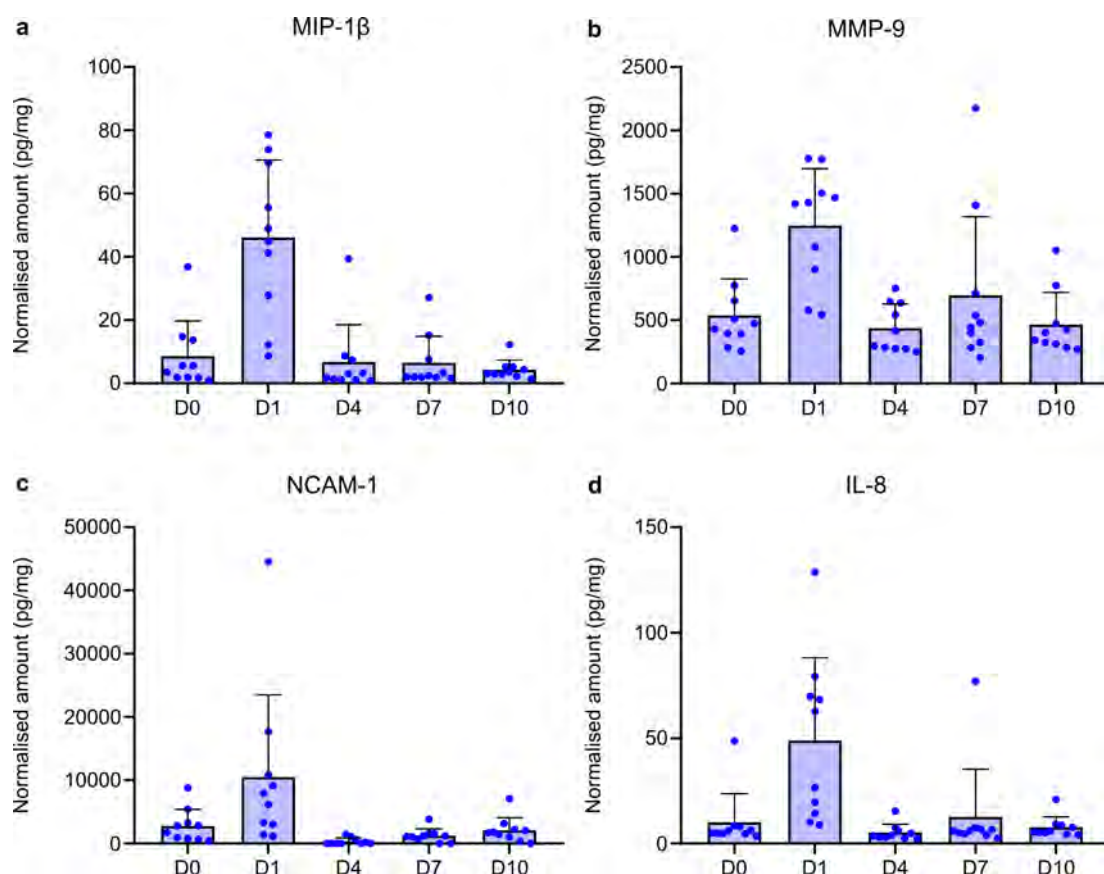 a
MIP-1β
Normalised amount (pg/mg)
100
80
60
40
20
0
D0 D1 D4 D7 D10
b
MMP-9
Normalised amount (pg/mg)
2500
2000
1500
1000
500
0
D0 D1 D4 D7 D10
c
NCAM-1
Normalised amount (pg/mg)
50000
40000
30000
20000
10000
0
D0 D1 D4 D7 D10
d
IL-8
Normalised amount (pg/mg)
150
100
50
0
D0 D1 D4 D7 D10